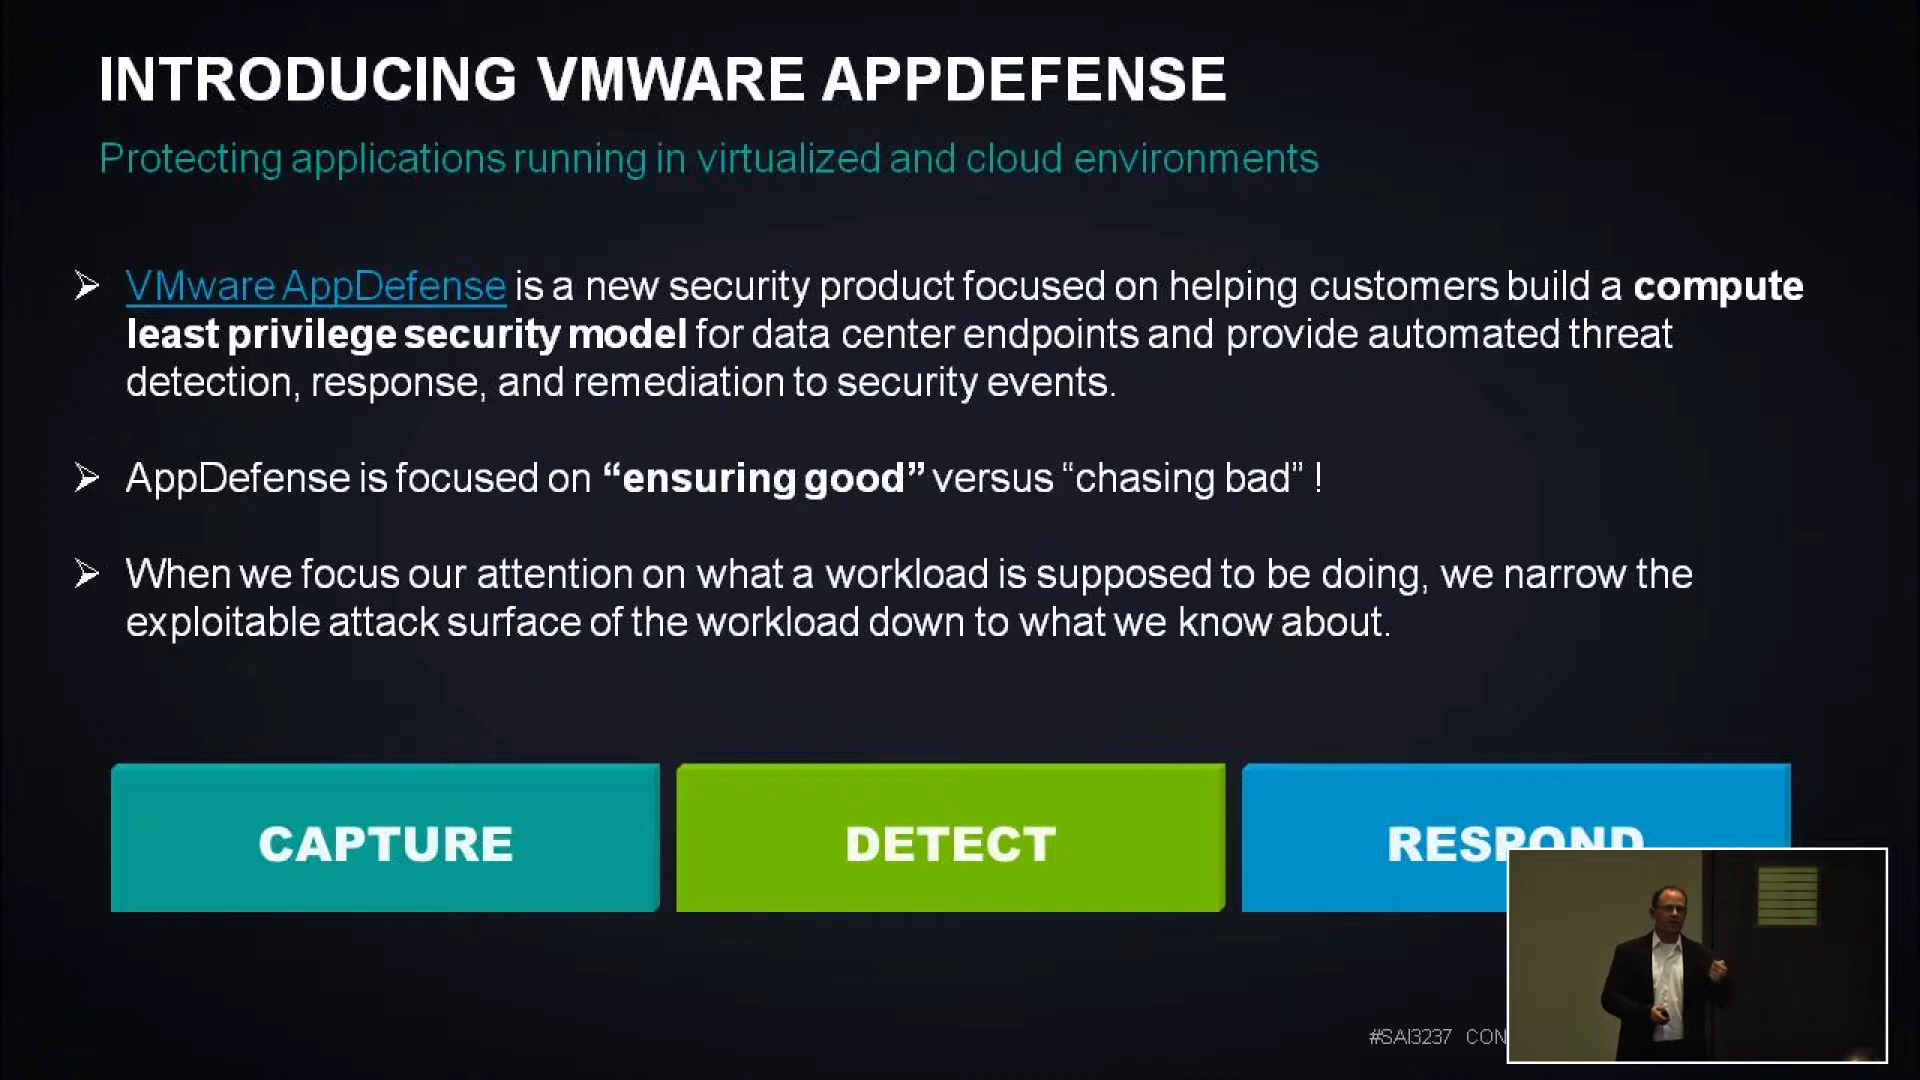 INTRODUCING VMWARE APPDEFENSE
Protecting applications running in virtualized and cloud environments
VMware AppDefense is a new security product focused on helping customers build a compute
least privilege security model for data center endpoints and provide automated threat
detection, response, and remediation to security events.
AppDefense is focused on “ensuring good” versus “chasing bad” !
When we focus our attention on what a workload is supposed to be doing, we narrow the
exploitable attack surface of the workload down to what we know about.
CAPTURE
DETECT
RESPOND
#SAI3237 CON